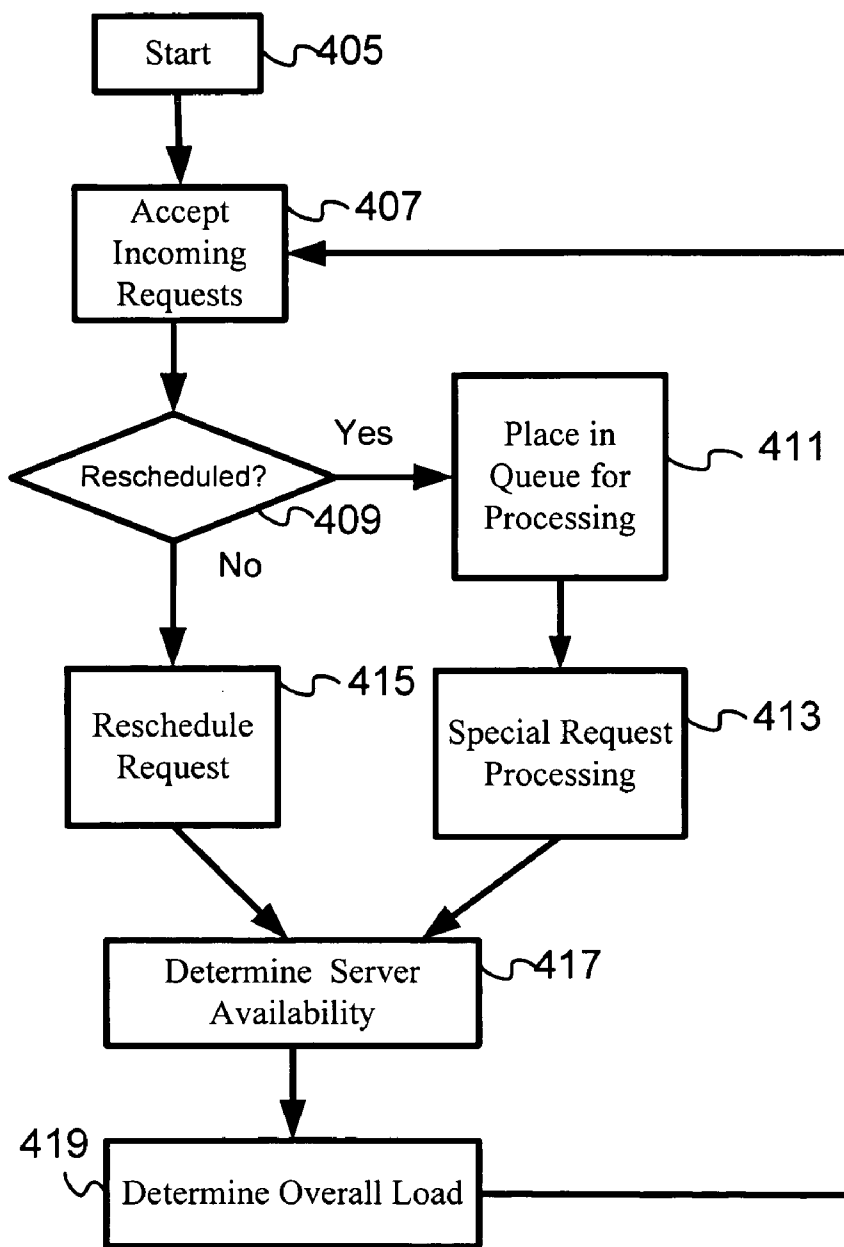 Start
405
Accept
Incoming
Requests
407
Rescheduled?
409
Yes
No
Place in
Queue for
Processing
411
Reschedule
Request
415
Special Request
Processing
413
Determine Server
Availability
417
419
Determine Overall Load